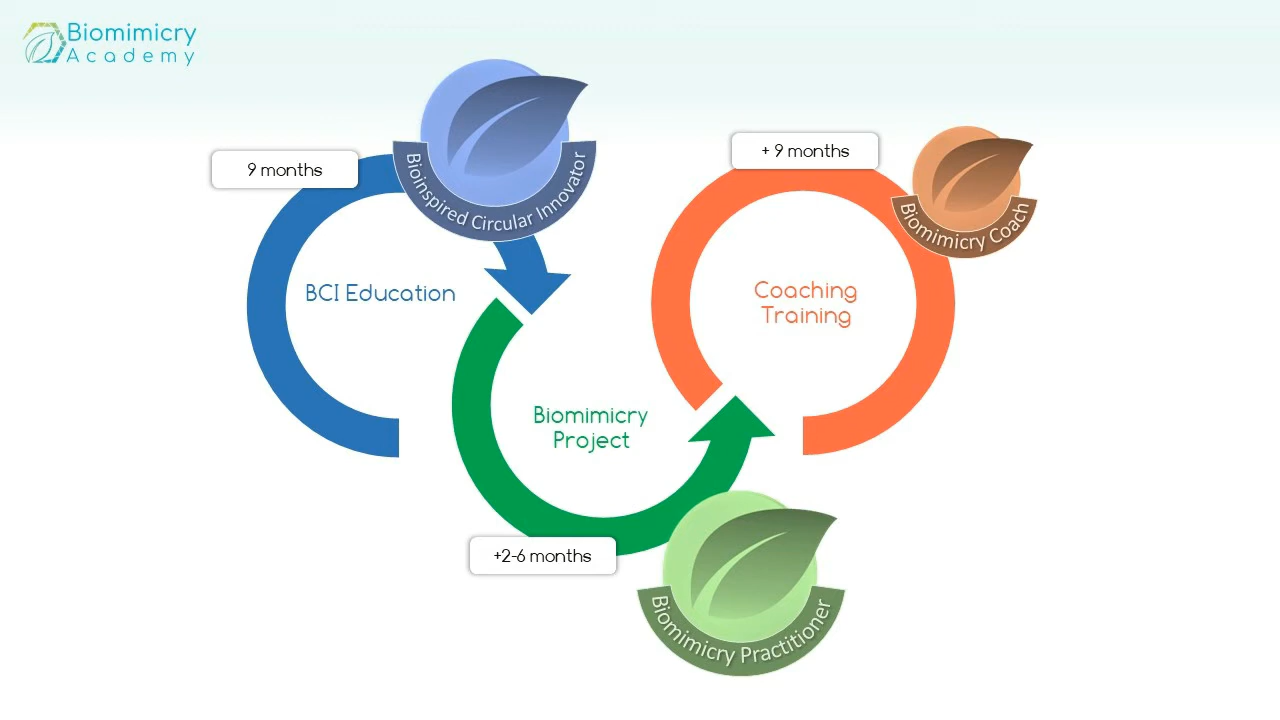 Biomimicry
Academy
9 months
Bioinspired Circular Innovator
BCI Education
Biomimicry
Project
+2-6 months
Biomimicry Practitioner
+ 9 months
Biomimicry Coach
Coaching
Training